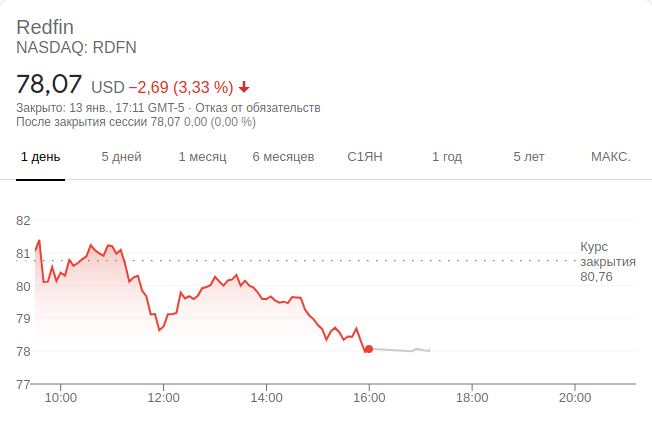 Redfin
NASDAQ: RDFN
78,07 USD −2,69 (3,33 %)
Закрыто: 13 янв., 17:11 GMT-5 · Отказ от обязательств
После закрытия сессии 78,07 0,00 (0,00 %)
1 день 5 дней 1 месяц 6 месяцев С1ЯН 1 год 5 лет МАКС.
82
81
80
79
78
77
Курс
закрытия
80,76
10:00 12:00 14:00 16:00 18:00 20:00